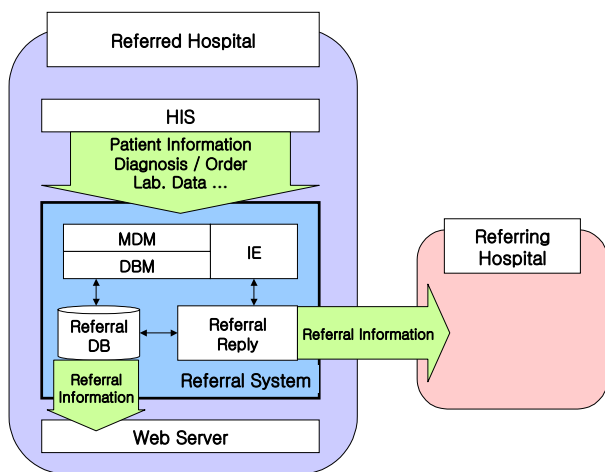 Referred Hospital
HIS
Patient Information
Diagnosis / Order
Lab. Data ...
MDM
DBM
IE
Referral
DB
Referral
Reply
Referral Information
Referral System
Referral
Information
Web Server
Referring
Hospital